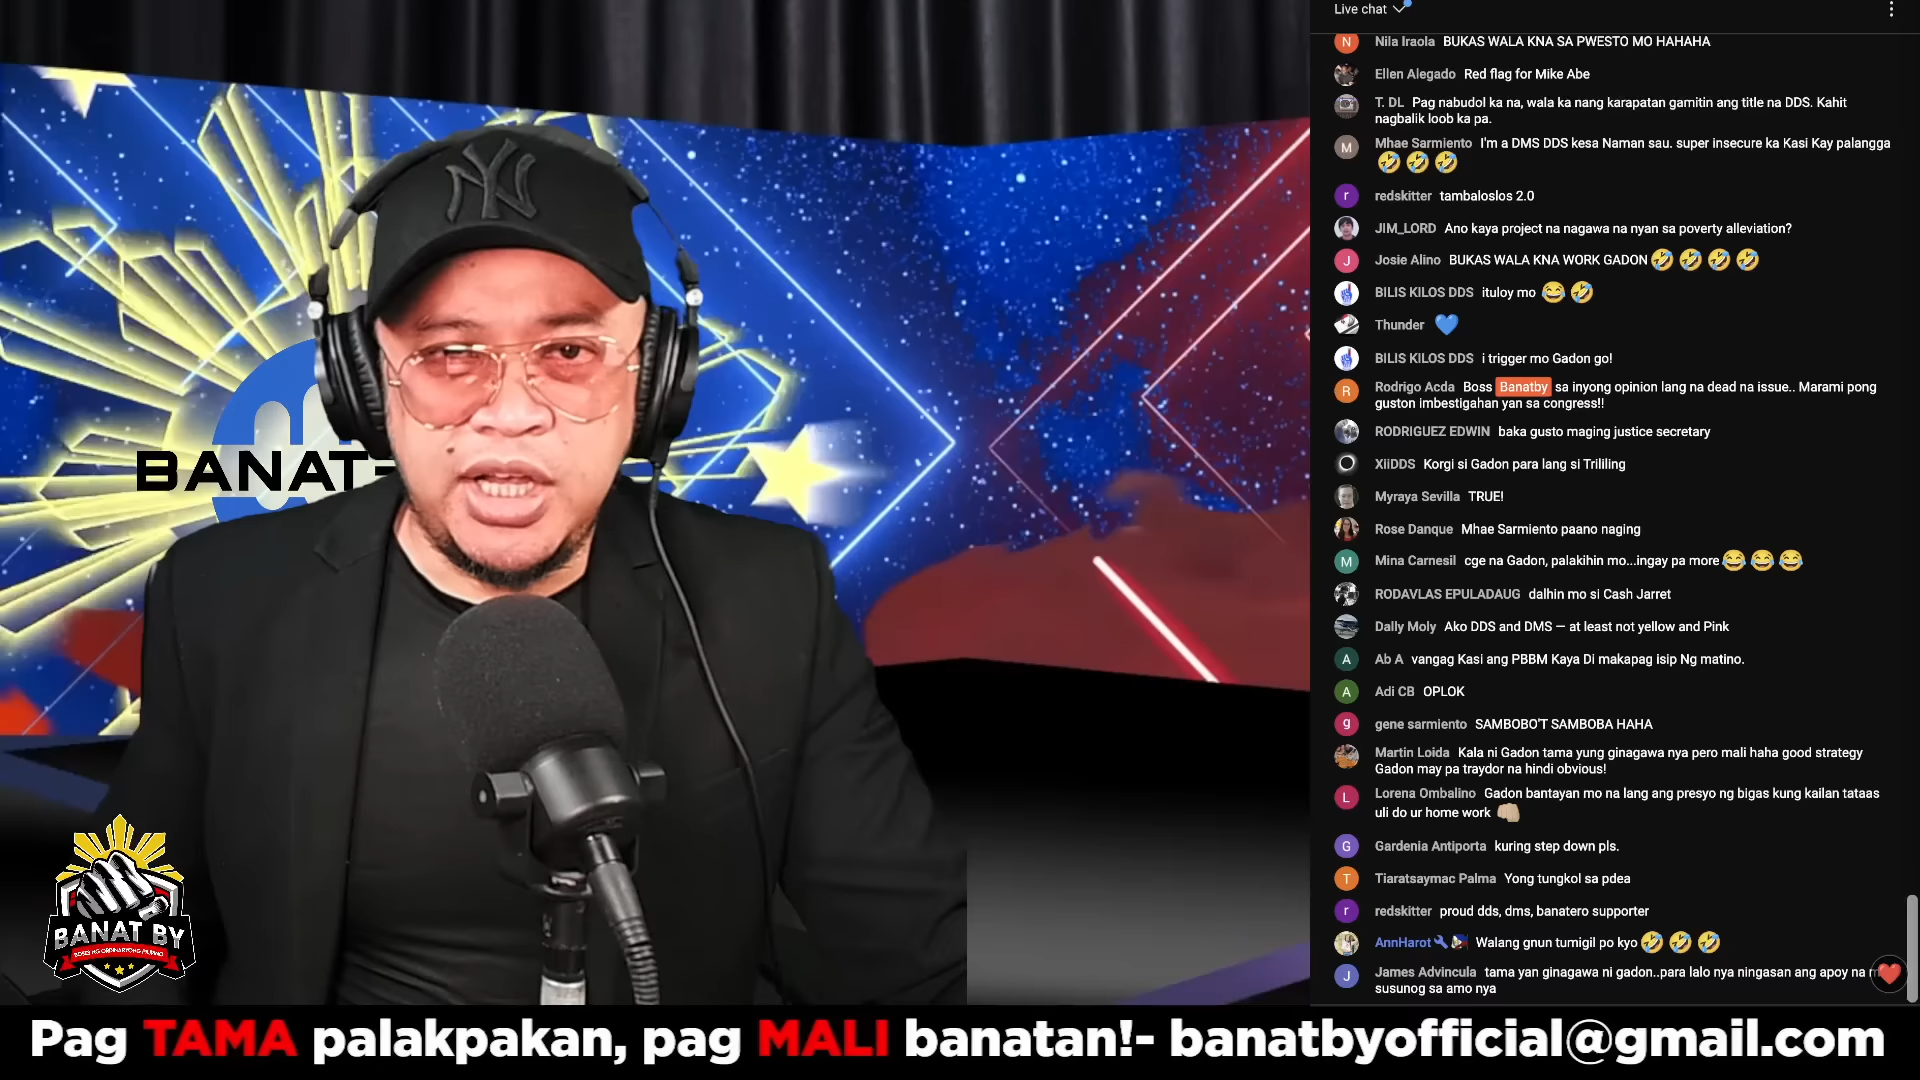 Live chat
Nila Iraola BUKAS WALA KNA SA PWESTO MO HAHAHA
Ellen Alegado Red flag for Mike Abe
T. DL Pag nabudol ka na, wala ka nang karapatan gamitin ang title na DDS. Kahit
nagbalik loob ka pa.
Mhae Sarmiento I'm a DMS DDS kesa Naman sau. super insecure ka Kasi Kay palangga
🤣 🤣 🤣
redskitter tambaloslos 2.0
JIM_LORD Ano kaya project na nagawa na nyan sa poverty alleviation?
Josie Alino BUKAS WALA KNA WORK GADON 🤣 🤣 🤣 🤣
BILIS KILOS DDS ituloy mo 😂 🤣
Thunder 💙
BILIS KILOS DDS i trigger mo Gadon go!
Rodrigo Acda Boss Banatby sa inyong opinion lang na dead na issue.. Marami pong
guston imbestigahan yan sa congress!!
RODRIGUEZ EDWIN baka gusto maging justice secretary
XiiDDS Korgi si Gadon para lang si Trililing
Myraya Sevilla TRUE!
Rose Danque Mhae Sarmiento paano naging
Mina Carnesil cge na Gadon, palakihin mo...ingay pa more 😂 😂 😂
RODAVLAS EPULADAUG dalhin mo si Cash Jarret
Dally Moly Ako DDS and DMS — at least not yellow and Pink
Ab A vangag Kasi ang PBBM Kaya Di makapag isip Ng matino.
Adi CB OPLOK
gene sarmiento SAMBOBO'T SAMBOBA HAHA
Martin Loida Kala ni Gadon tama yung ginagawa nya pero mali haha good strategy
Gadon may pa traydor na hindi obvious!
Lorena Ombalino Gadon bantayan mo na lang ang presyo ng bigas kung kailan tataas
uli do ur home work 👊🏼
Gardenia Antiporta kuring step down pls.
Tiaratsaymac Palma Yong tungkol sa pdea
redskitter proud dds, dms, banatero supporter
AnnHarot Walang gnun tumigil po kyo 🤣 🤣 🤣
James Advincula tama yan ginagawa ni gadon..para lalo nya ningasan ang apoy na
susunog sa amo nya
NY
BANAT-
BANAT BY
BOSES NG ORDINARYONG PILIPINO
Pag TAMA palakpakan, pag MALI banatan!- banatbyofficial@gmail.com